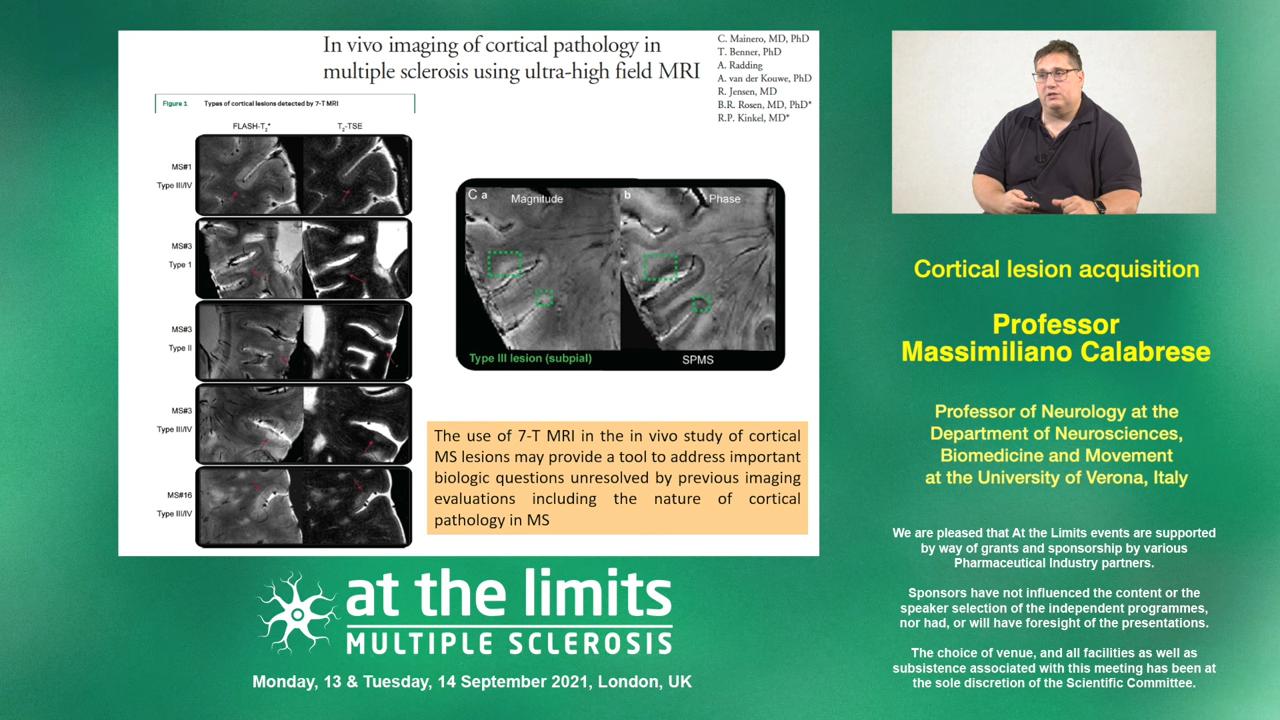 In vivo imaging of cortical pathology in
multiple sclerosis using ultra-high field MRI
C. Mainero, MD, PhD
T. Benner, PhD
A. Radding
A. van der Kouwe, PhD
R. Jensen, MD
B.R. Rosen, MD, PhD*
R.P. Kinkel, MD*
Figure 1 Types of cortical lesions detected by 7-T MRI
FLASH-T2* T2-TSE
MS#1
Type III/IV
MS#3
Type 1
MS#3
Type II
MS#3
Type III/IV
MS#16
Type III/IV
C a Magnitude b Phase
Type III lesion (subpial) SPMS
The use of 7-T MRI in the in vivo study of cortical
MS lesions may provide a tool to address important
biologic questions unresolved by previous imaging
evaluations including the nature of cortical
pathology in MS
at the limits
MULTIPLE SCLEROSIS
Monday, 13 & Tuesday, 14 September 2021, London, UK
Cortical lesion acquisition
Professor
Massimiliano Calabrese
Professor of Neurology at the
Department of Neurosciences,
Biomedicine and Movement
at the University of Verona, Italy
We are pleased that At the Limits events are supported
by way of grants and sponsorship by various
Pharmaceutical Industry partners.
Sponsors have not influenced the content or the
speaker selection of the independent programmes,
nor had, or will have foresight of the presentations.
The choice of venue, and all facilities as well as
subsistence associated with this meeting has been at
the sole discretion of the Scientific Committee.